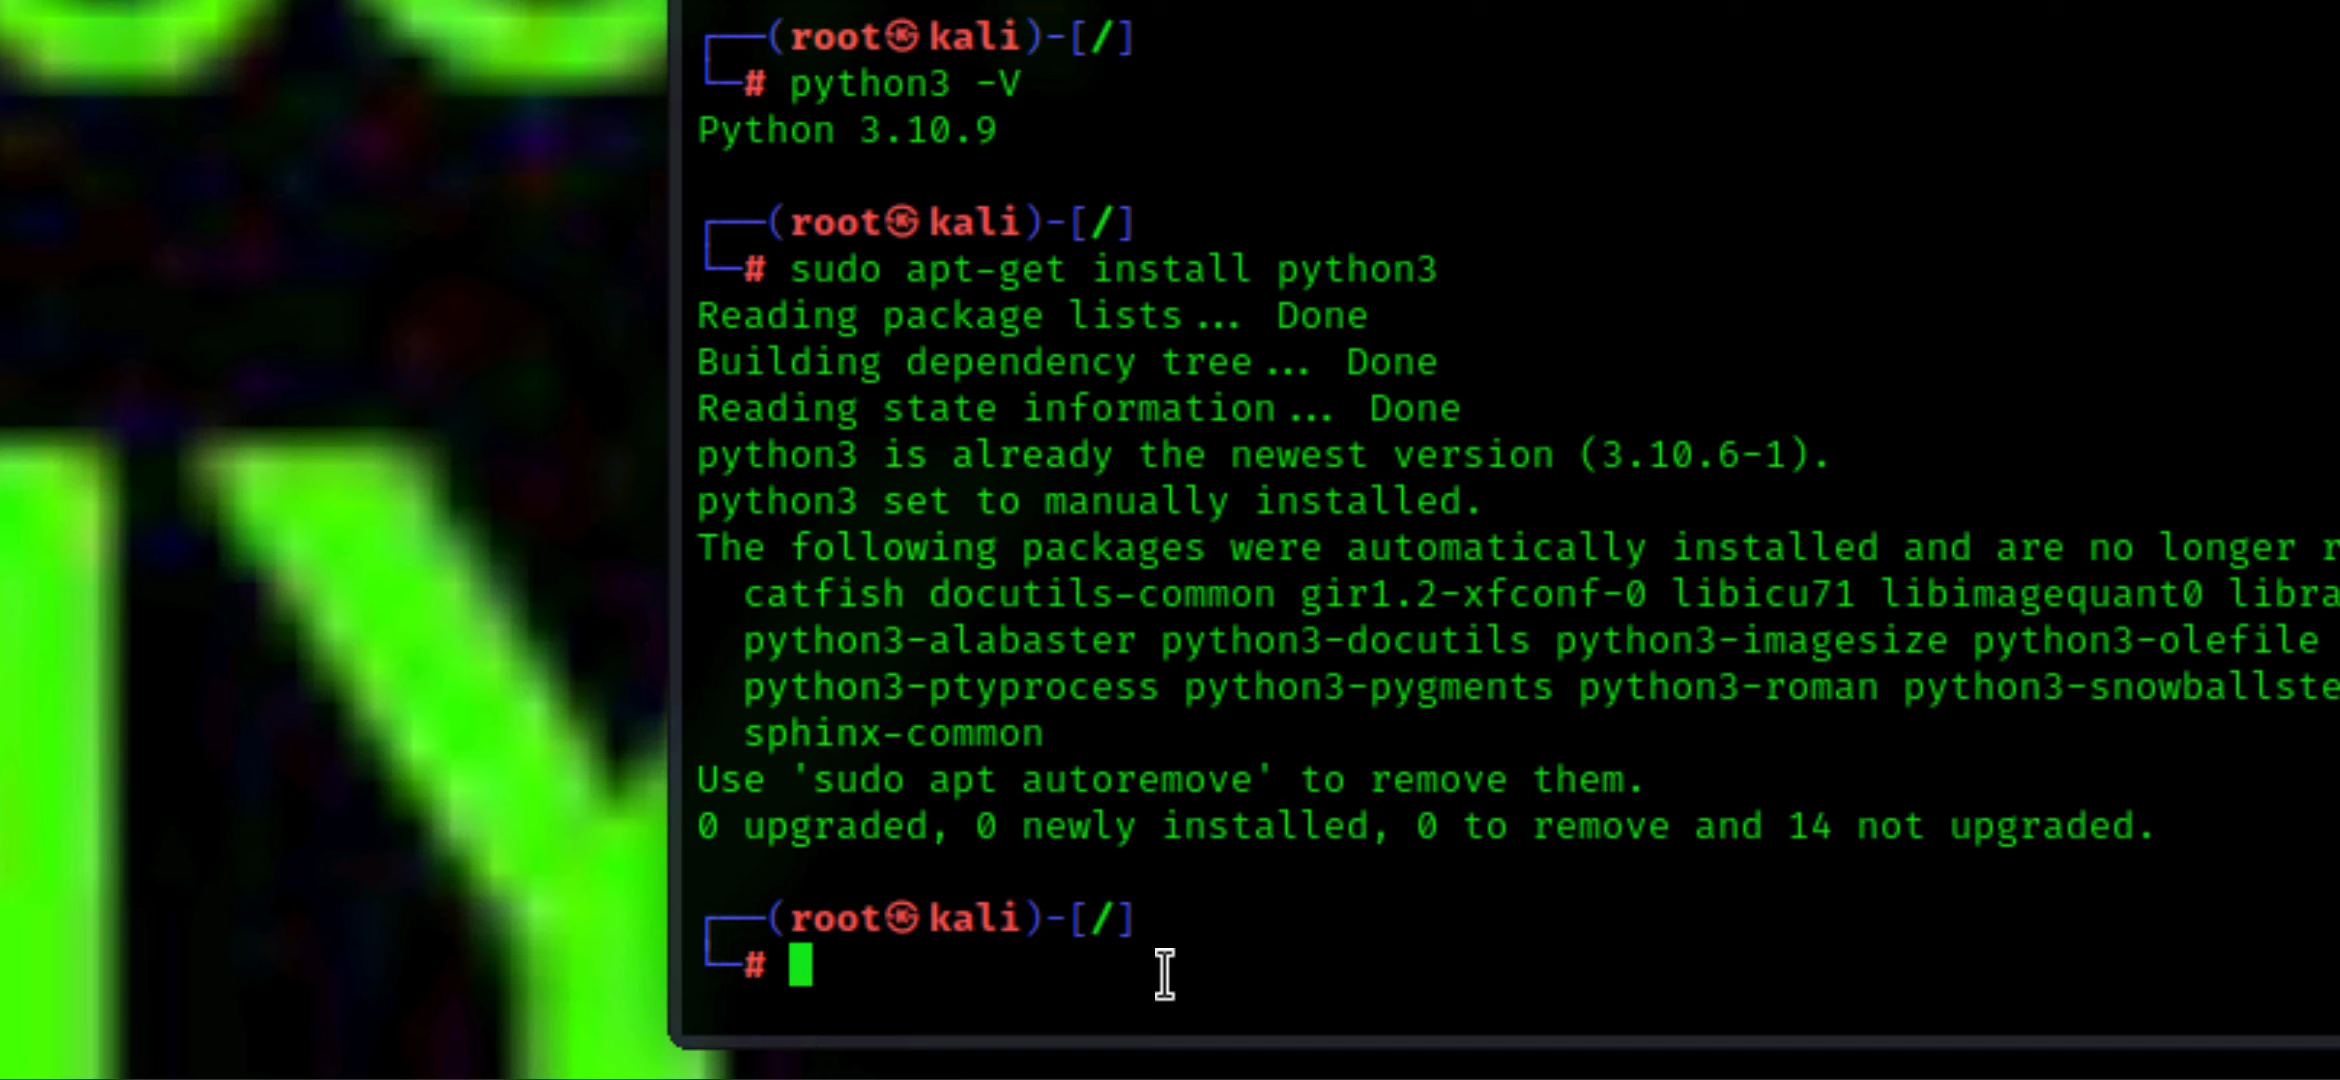 ┌──(root㉿kali)-[/]
└─# python3 -V
Python 3.10.9
┌──(root㉿kali)-[/]
└─# sudo apt-get install python3
Reading package lists... Done
Building dependency tree... Done
Reading state information... Done
python3 is already the newest version (3.10.6-1).
python3 set to manually installed.
The following packages were automatically installed and are no longer r
catfish docutils-common gir1.2-xfconf-0 libicu71 libimagequant0 libra
python3-alabaster python3-docutils python3-imagesize python3-olefile
python3-ptyprocess python3-pygments python3-roman python3-snowballste
sphinx-common
Use 'sudo apt autoremove' to remove them.
0 upgraded, 0 newly installed, 0 to remove and 14 not upgraded.
┌──(root㉿kali)-[/]
└─#